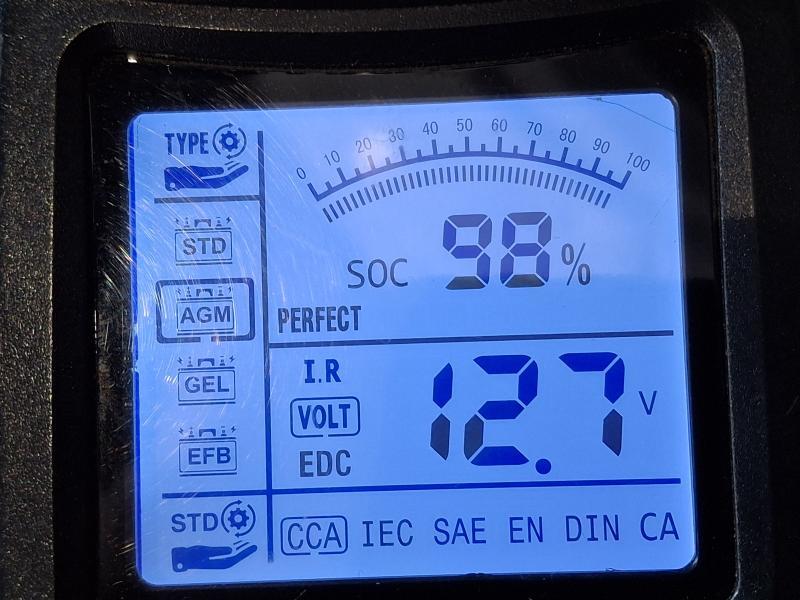 TYPE
0 10 20 30 40 50 60 70 80 90 100
STD
SOC 98%
AGM
PERFECT
I.R
GEL
VOLT 12.7 V
EFB
EDC
STD
CCA IEC SAE EN DIN CA